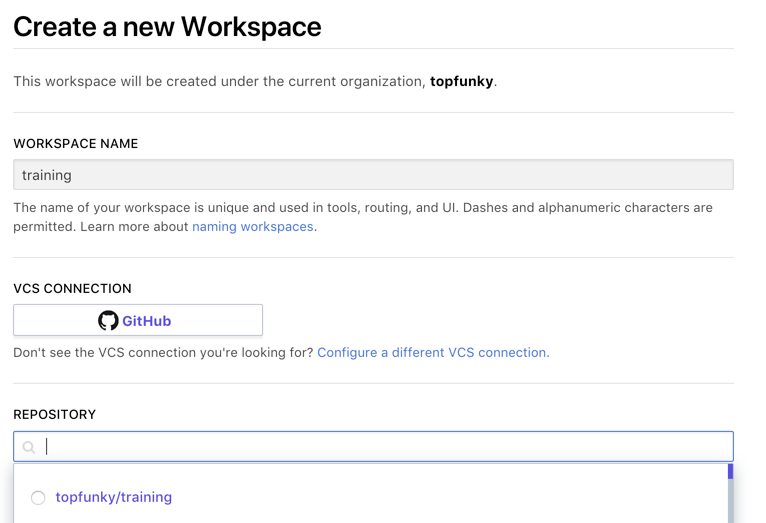 Create a new Workspace
This workspace will be created under the current organization, topfunky.
WORKSPACE NAME
training
The name of your workspace is unique and used in tools, routing, and UI. Dashes and alphanumeric characters are
permitted. Learn more about naming workspaces.
VCS CONNECTION
GitHub
Don't see the VCS connection you're looking for? Configure a different VCS connection.
REPOSITORY
topfunky/training